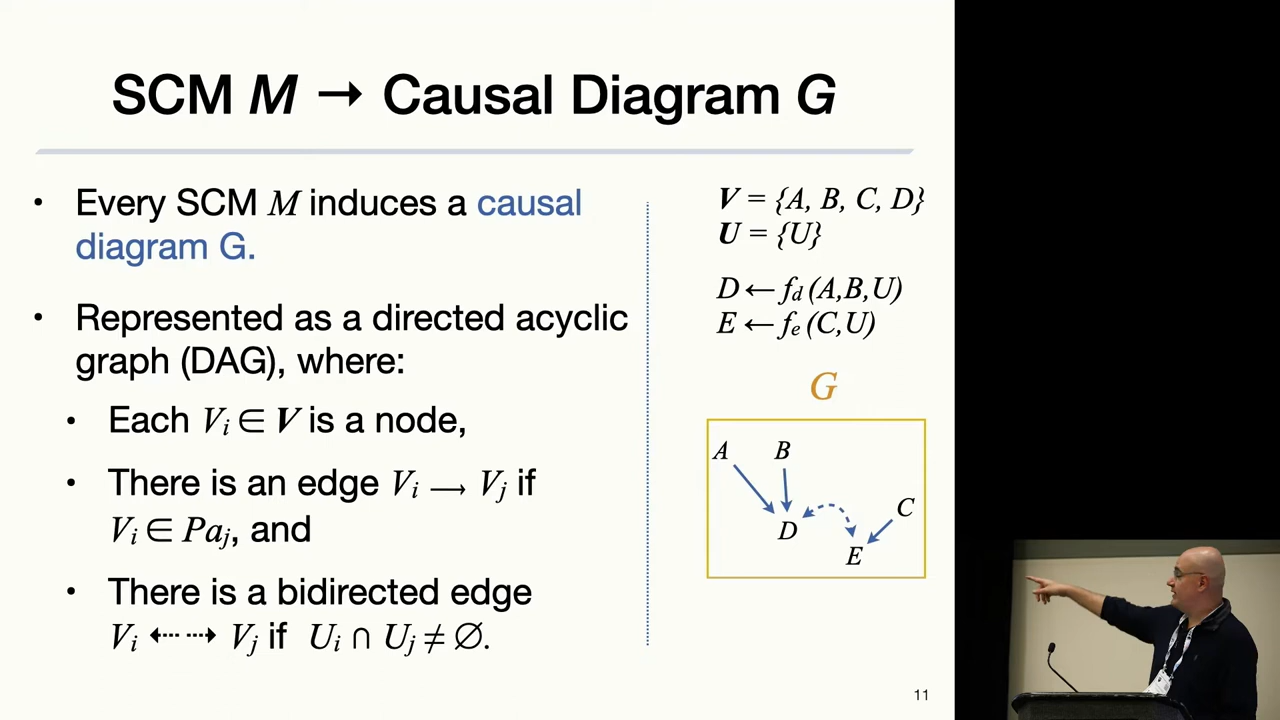 SCM M → Causal Diagram G
• Every SCM M induces a causal
diagram G.
• Represented as a directed acyclic
graph (DAG), where:
• Each Vᵢ ∈ V is a node,
• There is an edge Vᵢ ⟶ Vⱼ if
Vᵢ ∈ Paⱼ, and
• There is a bidirected edge
Vᵢ ⇠⇢ Vⱼ if Uᵢ ∩ Uⱼ ≠ ∅.
V = {A, B, C, D}
U = {U}
D ← f_d (A,B,U)
E ← f_e (C,U)
G
A B
C
D
E
11